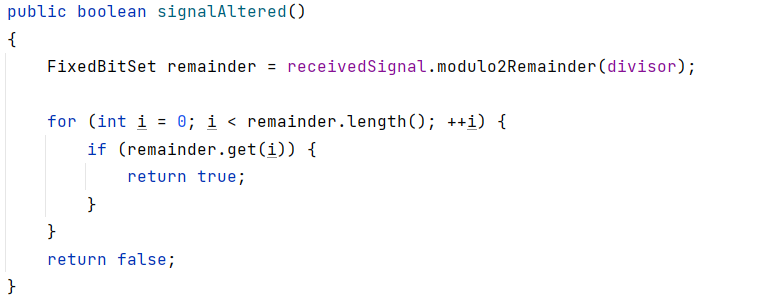 public boolean signalAltered()
{
    FixedBitSet remainder = receivedSignal.modulo2Remainder(divisor);

    for (int i = 0; i < remainder.length(); ++i) {
        if (remainder.get(i)) {
            return true;
        }
    }
    return false;
}